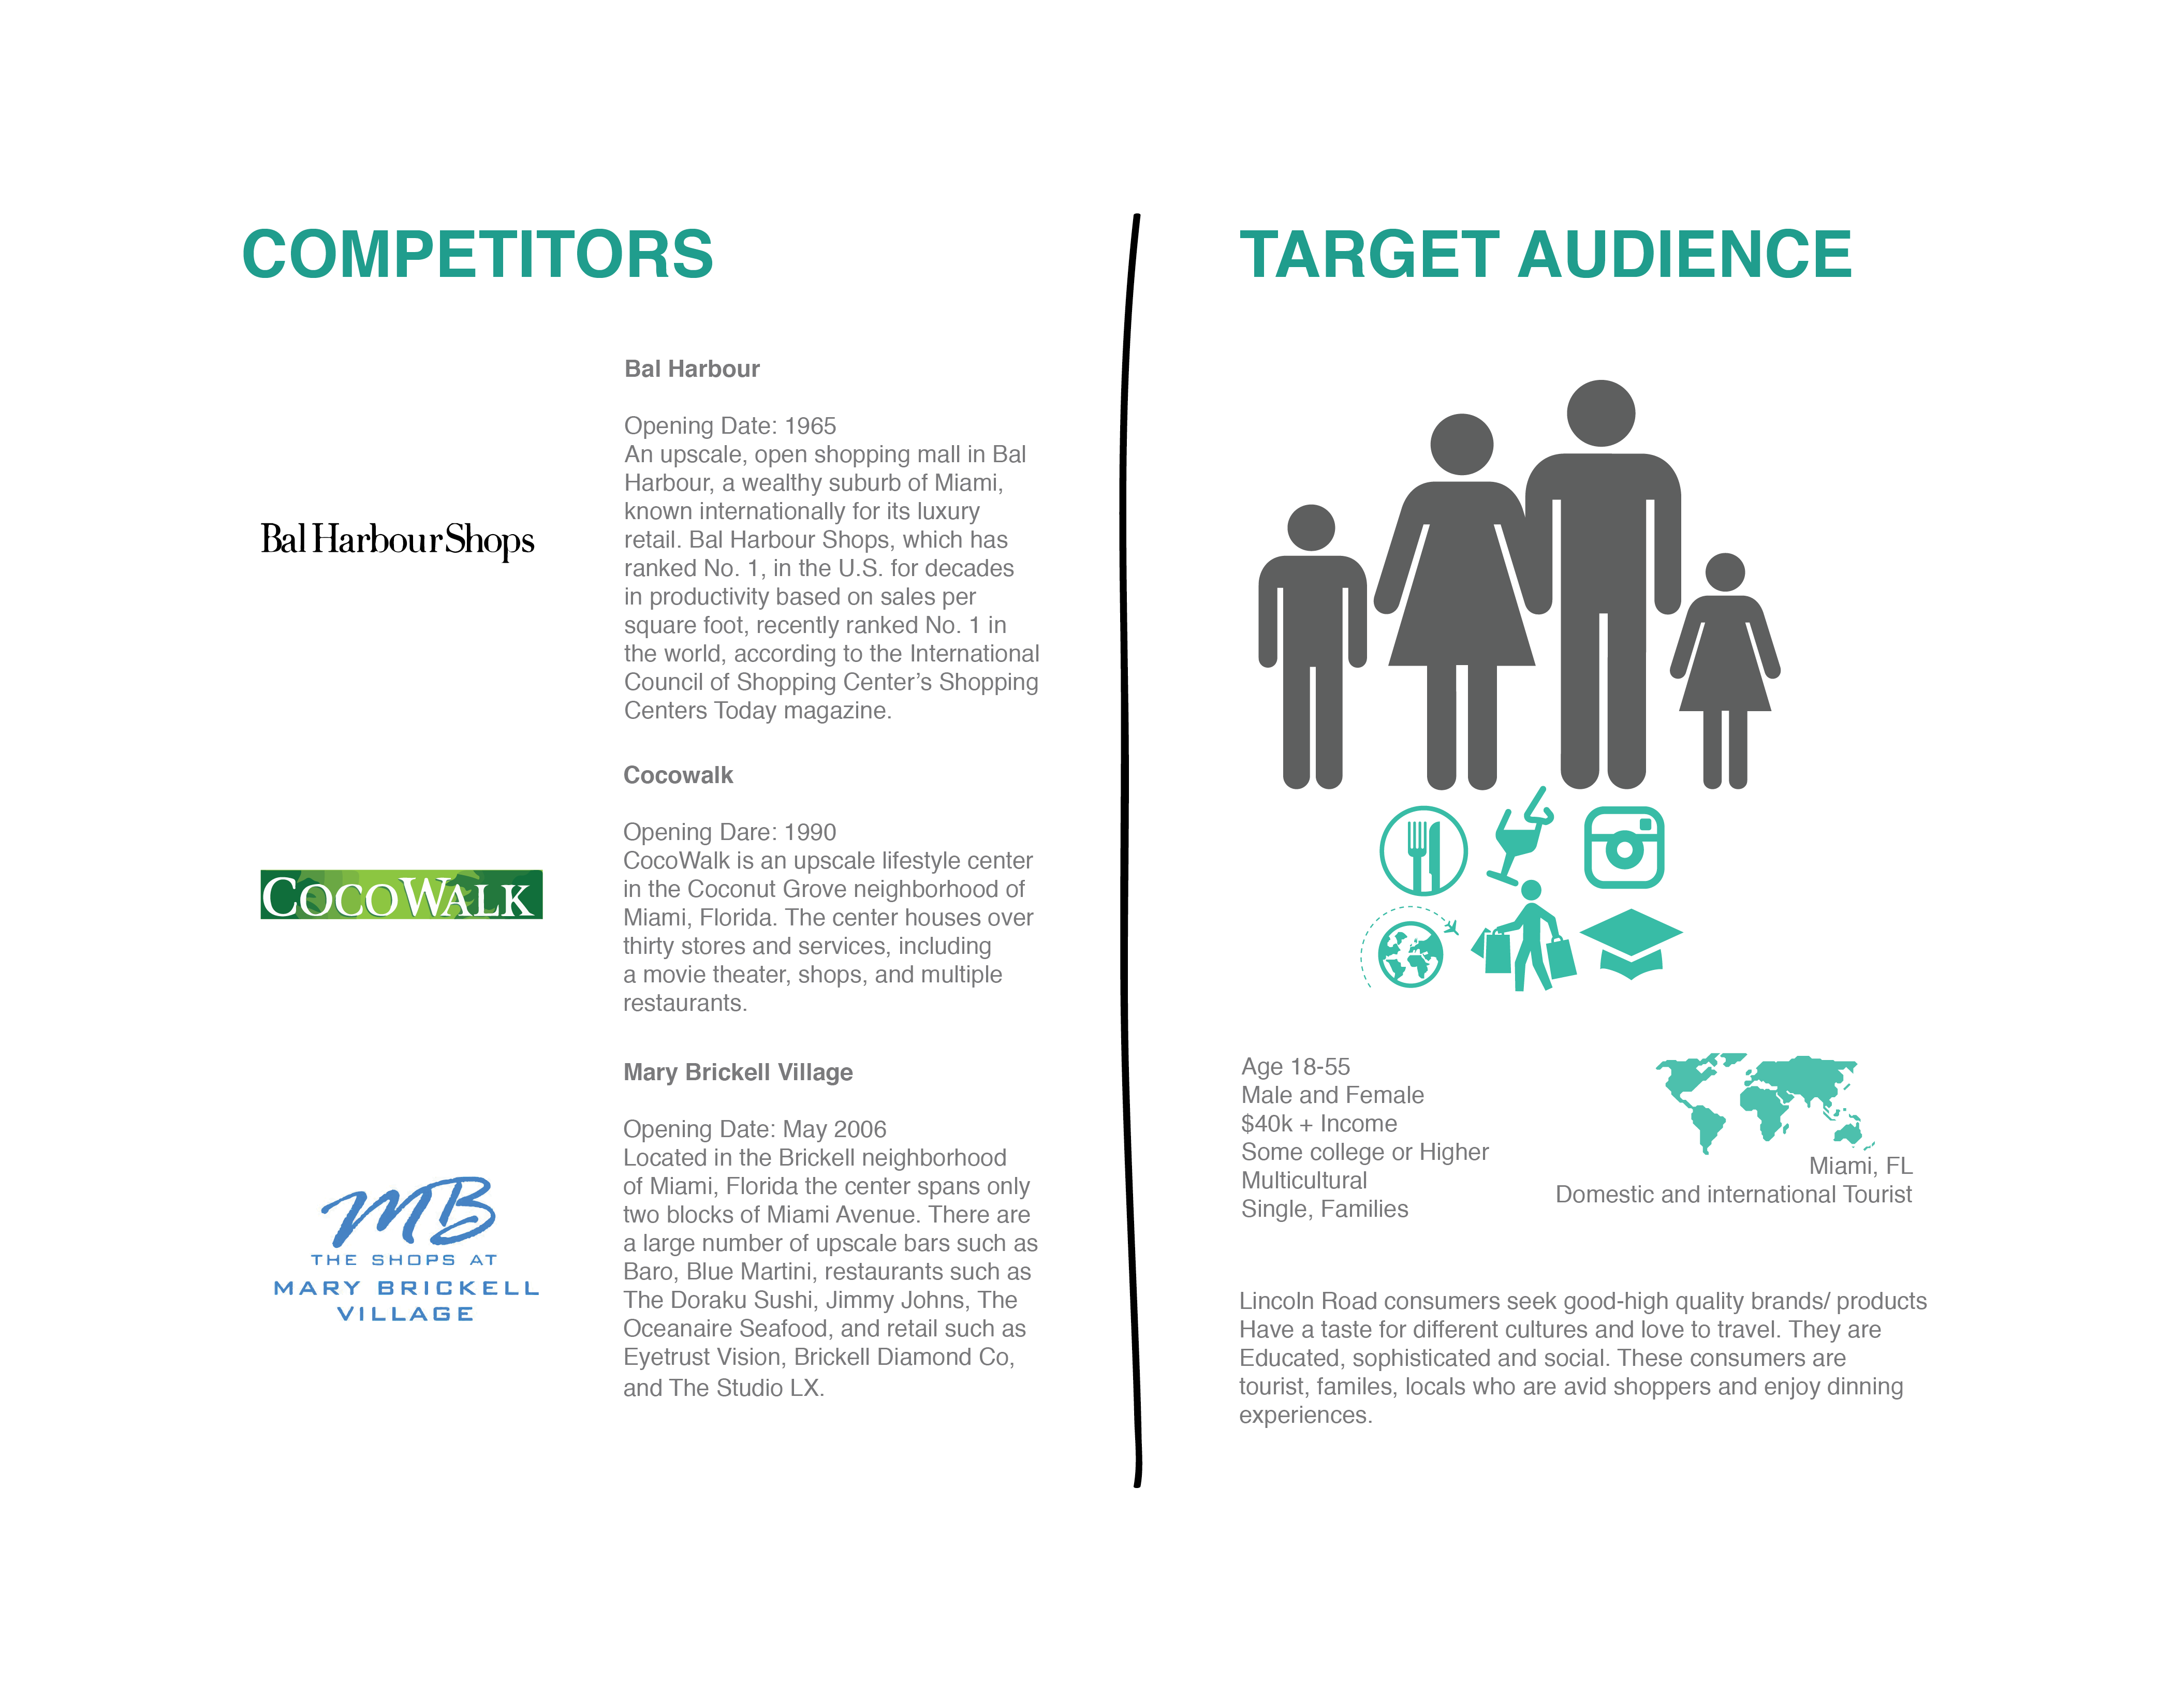 COMPETITORS
Bal Harbour
Bal Harbour Shops
Opening Date: 1965
An upscale, open shopping mall in Bal
Harbour, a wealthy suburb of Miami,
known internationally for its luxury
retail. Bal Harbour Shops, which has
ranked No. 1, in the U.S. for decades
in productivity based on sales per
square foot, recently ranked No. 1 in
the world, according to the International
Council of Shopping Center’s Shopping
Centers Today magazine.
Cocowalk
COCOWALK
Opening Dare: 1990
CocoWalk is an upscale lifestyle center
in the Coconut Grove neighborhood of
Miami, Florida. The center houses over
thirty stores and services, including
a movie theater, shops, and multiple
restaurants.
Mary Brickell Village
MB
THE SHOPS AT
MARY BRICKELL
VILLAGE
Opening Date: May 2006
Located in the Brickell neighborhood
of Miami, Florida the center spans only
two blocks of Miami Avenue. There are
a large number of upscale bars such as
Baro, Blue Martini, restaurants such as
The Doraku Sushi, Jimmy Johns, The
Oceanaire Seafood, and retail such as
Eyetrust Vision, Brickell Diamond Co,
and The Studio LX.
TARGET AUDIENCE
Age 18-55
Male and Female
$40k + Income
Some college or Higher
Multicultural
Single, Families
Miami, FL
Domestic and international Tourist
Lincoln Road consumers seek good-high quality brands/ products
Have a taste for different cultures and love to travel. They are
Educated, sophisticated and social. These consumers are
tourist, familes, locals who are avid shoppers and enjoy dinning
experiences.